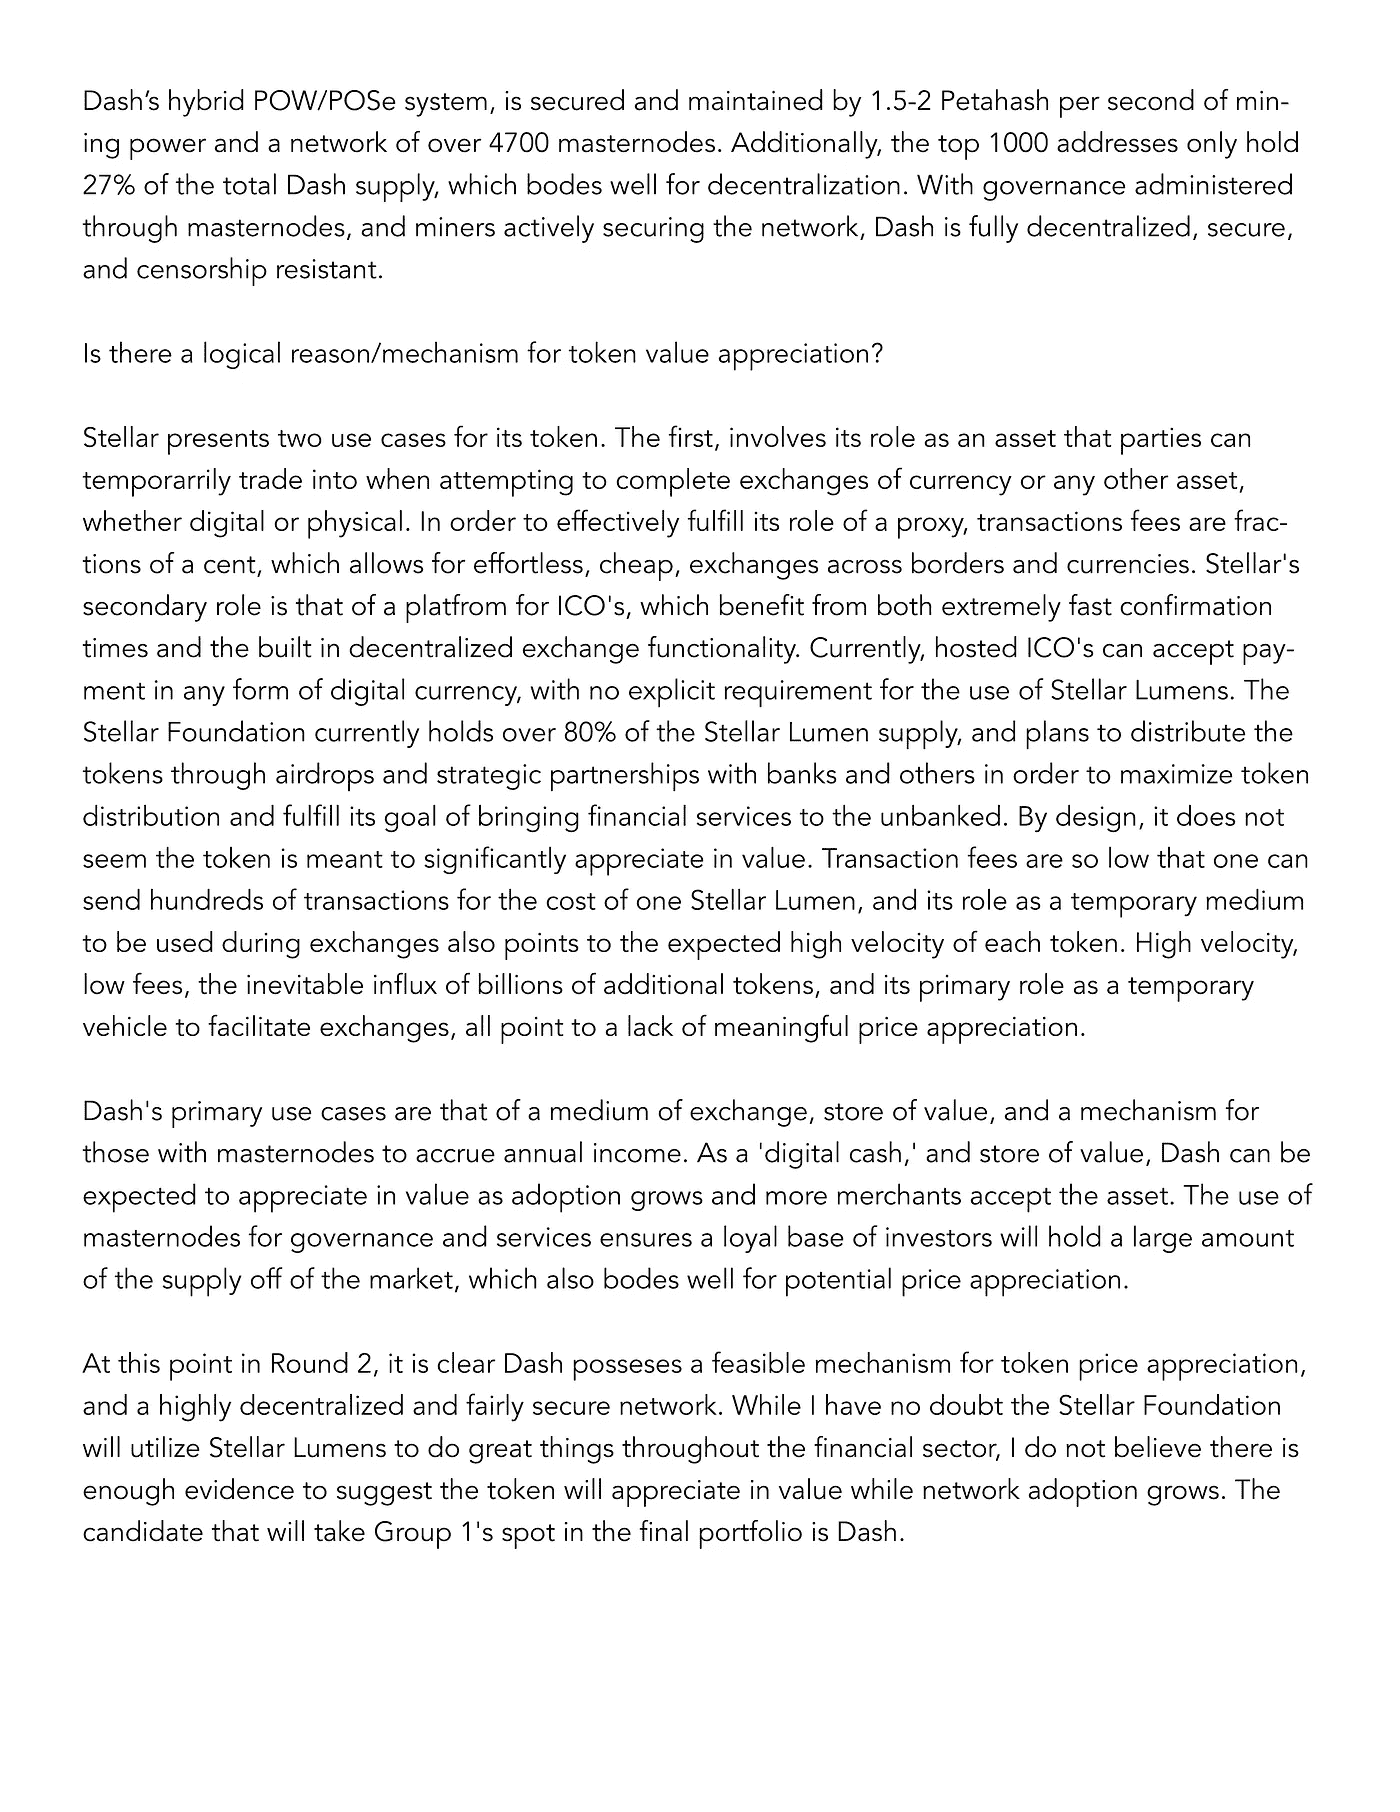 Dash’s hybrid POW/POSe system, is secured and maintained by 1.5-2 Petahash per second of min-
ing power and a network of over 4700 masternodes. Additionally, the top 1000 addresses only hold
27% of the total Dash supply, which bodes well for decentralization. With governance administered
through masternodes, and miners actively securing the network, Dash is fully decentralized, secure,
and censorship resistant.
Is there a logical reason/mechanism for token value appreciation?
Stellar presents two use cases for its token. The first, involves its role as an asset that parties can
temporarrily trade into when attempting to complete exchanges of currency or any other asset,
whether digital or physical. In order to effectively fulfill its role of a proxy, transactions fees are frac-
tions of a cent, which allows for effortless, cheap, exchanges across borders and currencies. Stellar's
secondary role is that of a platfrom for ICO's, which benefit from both extremely fast confirmation
times and the built in decentralized exchange functionality. Currently, hosted ICO's can accept pay-
ment in any form of digital currency, with no explicit requirement for the use of Stellar Lumens. The
Stellar Foundation currently holds over 80% of the Stellar Lumen supply, and plans to distribute the
tokens through airdrops and strategic partnerships with banks and others in order to maximize token
distribution and fulfill its goal of bringing financial services to the unbanked. By design, it does not
seem the token is meant to significantly appreciate in value. Transaction fees are so low that one can
send hundreds of transactions for the cost of one Stellar Lumen, and its role as a temporary medium
to be used during exchanges also points to the expected high velocity of each token. High velocity,
low fees, the inevitable influx of billions of additional tokens, and its primary role as a temporary
vehicle to facilitate exchanges, all point to a lack of meaningful price appreciation.
Dash's primary use cases are that of a medium of exchange, store of value, and a mechanism for
those with masternodes to accrue annual income. As a 'digital cash,' and store of value, Dash can be
expected to appreciate in value as adoption grows and more merchants accept the asset. The use of
masternodes for governance and services ensures a loyal base of investors will hold a large amount
of the supply off of the market, which also bodes well for potential price appreciation.
At this point in Round 2, it is clear Dash posseses a feasible mechanism for token price appreciation,
and a highly decentralized and fairly secure network. While I have no doubt the Stellar Foundation
will utilize Stellar Lumens to do great things throughout the financial sector, I do not believe there is
enough evidence to suggest the token will appreciate in value while network adoption grows. The
candidate that will take Group 1's spot in the final portfolio is Dash.